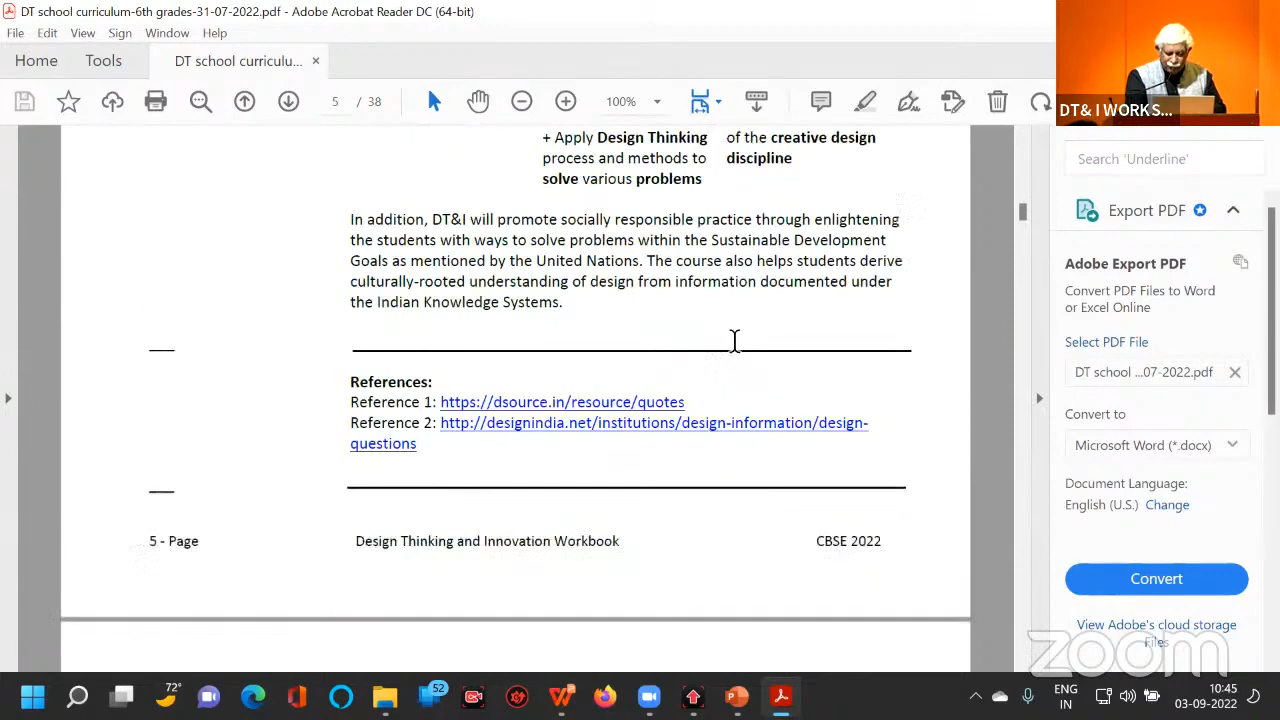 DT school curriculum-6th grades-31-07-2022.pdf - Adobe Acrobat Reader DC (64-bit)
File Edit View Sign Window Help
Home Tools DT school curriculu... ×
5 / 38 100%
DT& I WORKS...
+ Apply Design Thinking
process and methods to
solve various problems
of the creative design
discipline
In addition, DT&I will promote socially responsible practice through enlightening
the students with ways to solve problems within the Sustainable Development
Goals as mentioned by the United Nations. The course also helps students derive
culturally-rooted understanding of design from information documented under
the Indian Knowledge Systems.
References:
Reference 1: https://dsource.in/resource/quotes
Reference 2: http://designindia.net/institutions/design-information/design-
questions
5 - Page Design Thinking and Innovation Workbook CBSE 2022
Search 'Underline'
Export PDF
Adobe Export PDF
Convert PDF Files to Word
or Excel Online
Select PDF File
DT school ...07-2022.pdf
Convert to
Microsoft Word (*.docx)
Document Language:
English (U.S.) Change
Convert
View Adobe's cloud storage
Files
zoom
72°
52
ENG
IN
10:45
03-09-2022